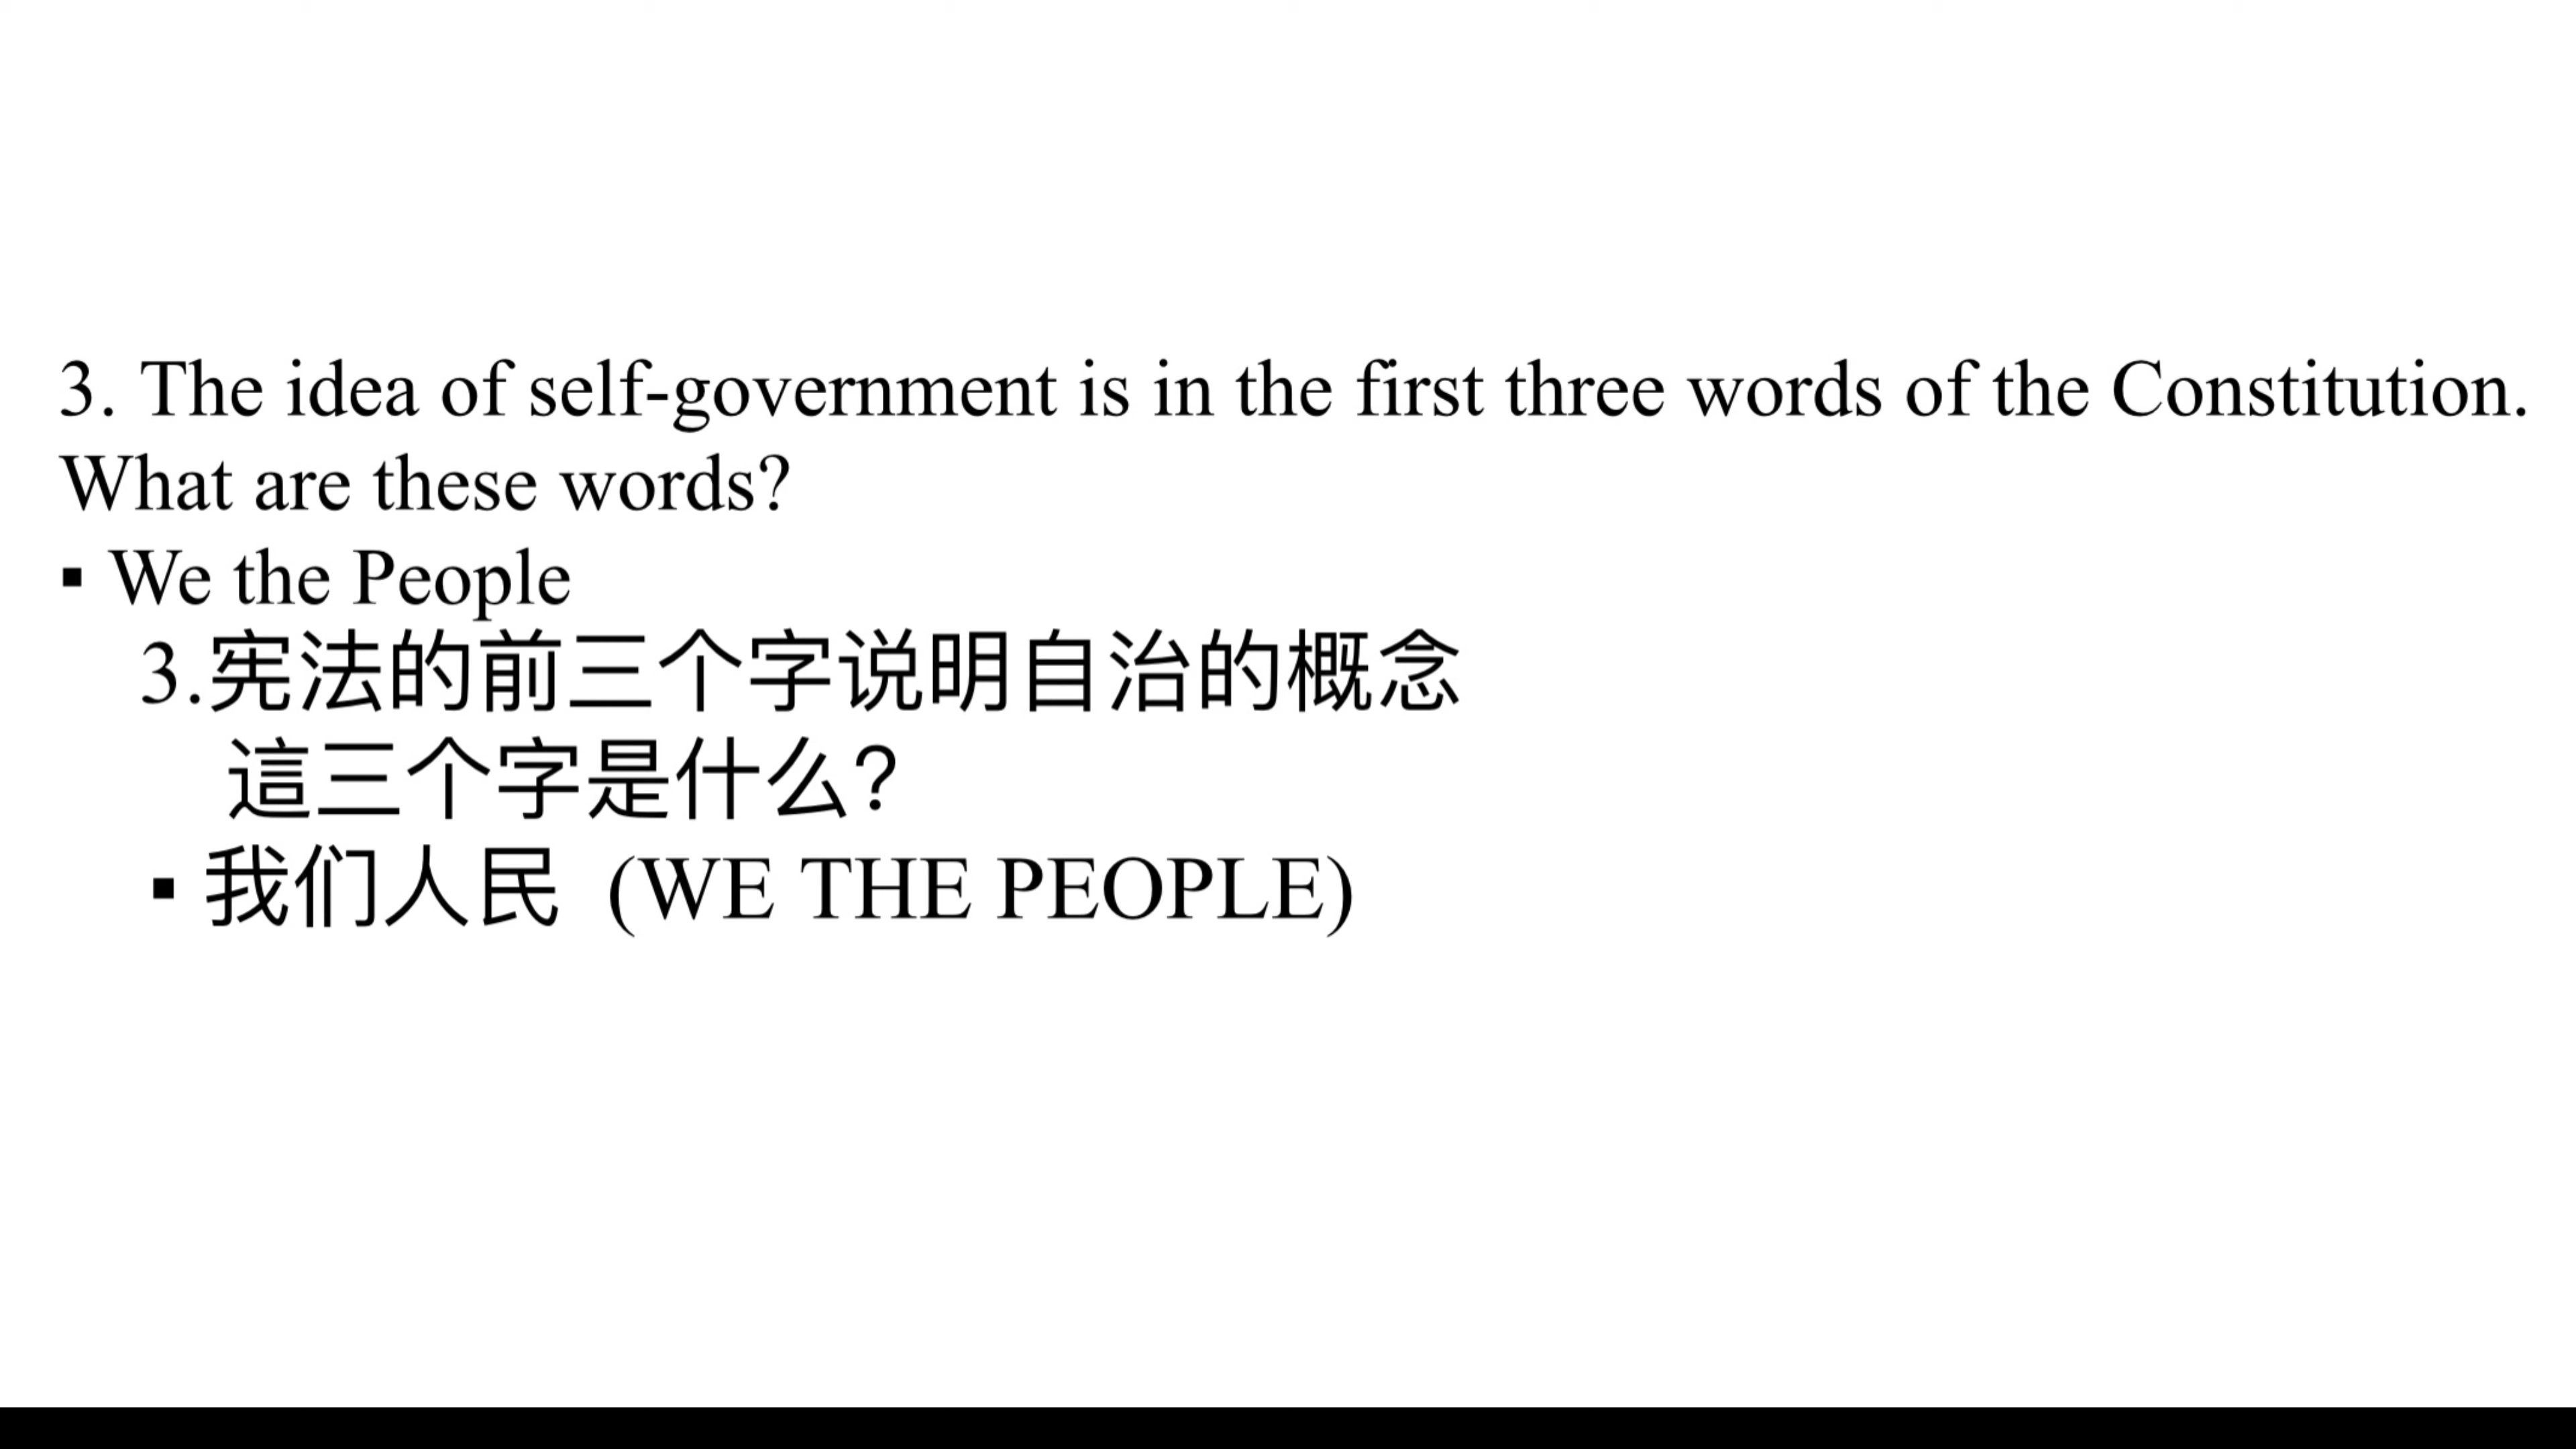 3. The idea of self-government is in the first three words of the Constitution.
What are these words?
▪ We the People
3.宪法的前三个字说明自治的概念
這三个字是什么?
▪ 我们人民 (WE THE PEOPLE)